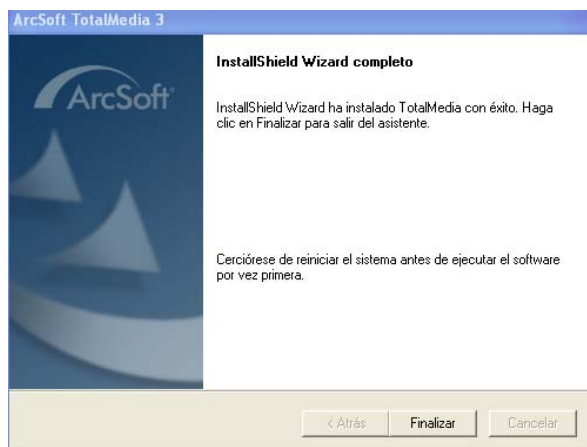 ArcSoft TotalMedia 3
ArcSoft®
InstallShield Wizard completo
InstallShield Wizard ha instalado TotalMedia con éxito. Haga
clic en Finalizar para salir del asistente.
Cerciórese de reiniciar el sistema antes de ejecutar el software
por vez primera.
< Atrás
Finalizar
Cancelar